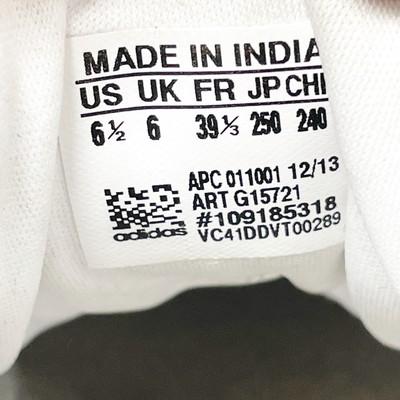 MADE IN INDIA
US UK FR JP CHN
6½ 6 39⅓ 250 240
APC 011001 12/13
ART G15721
#109185318
adidas VC41DDVT00289